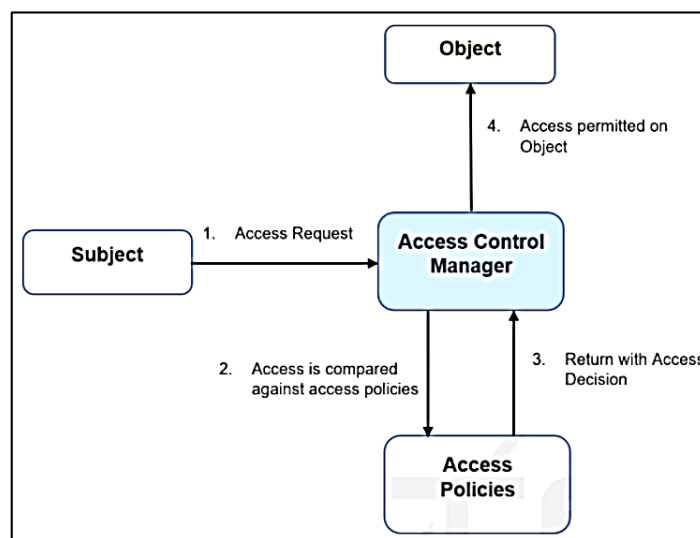 Object
4. Access permitted on
Object
1. Access Request
Subject
Access Control
Manager
2. Access is compared
against access policies
3. Return with Access
Decision
Access
Policies